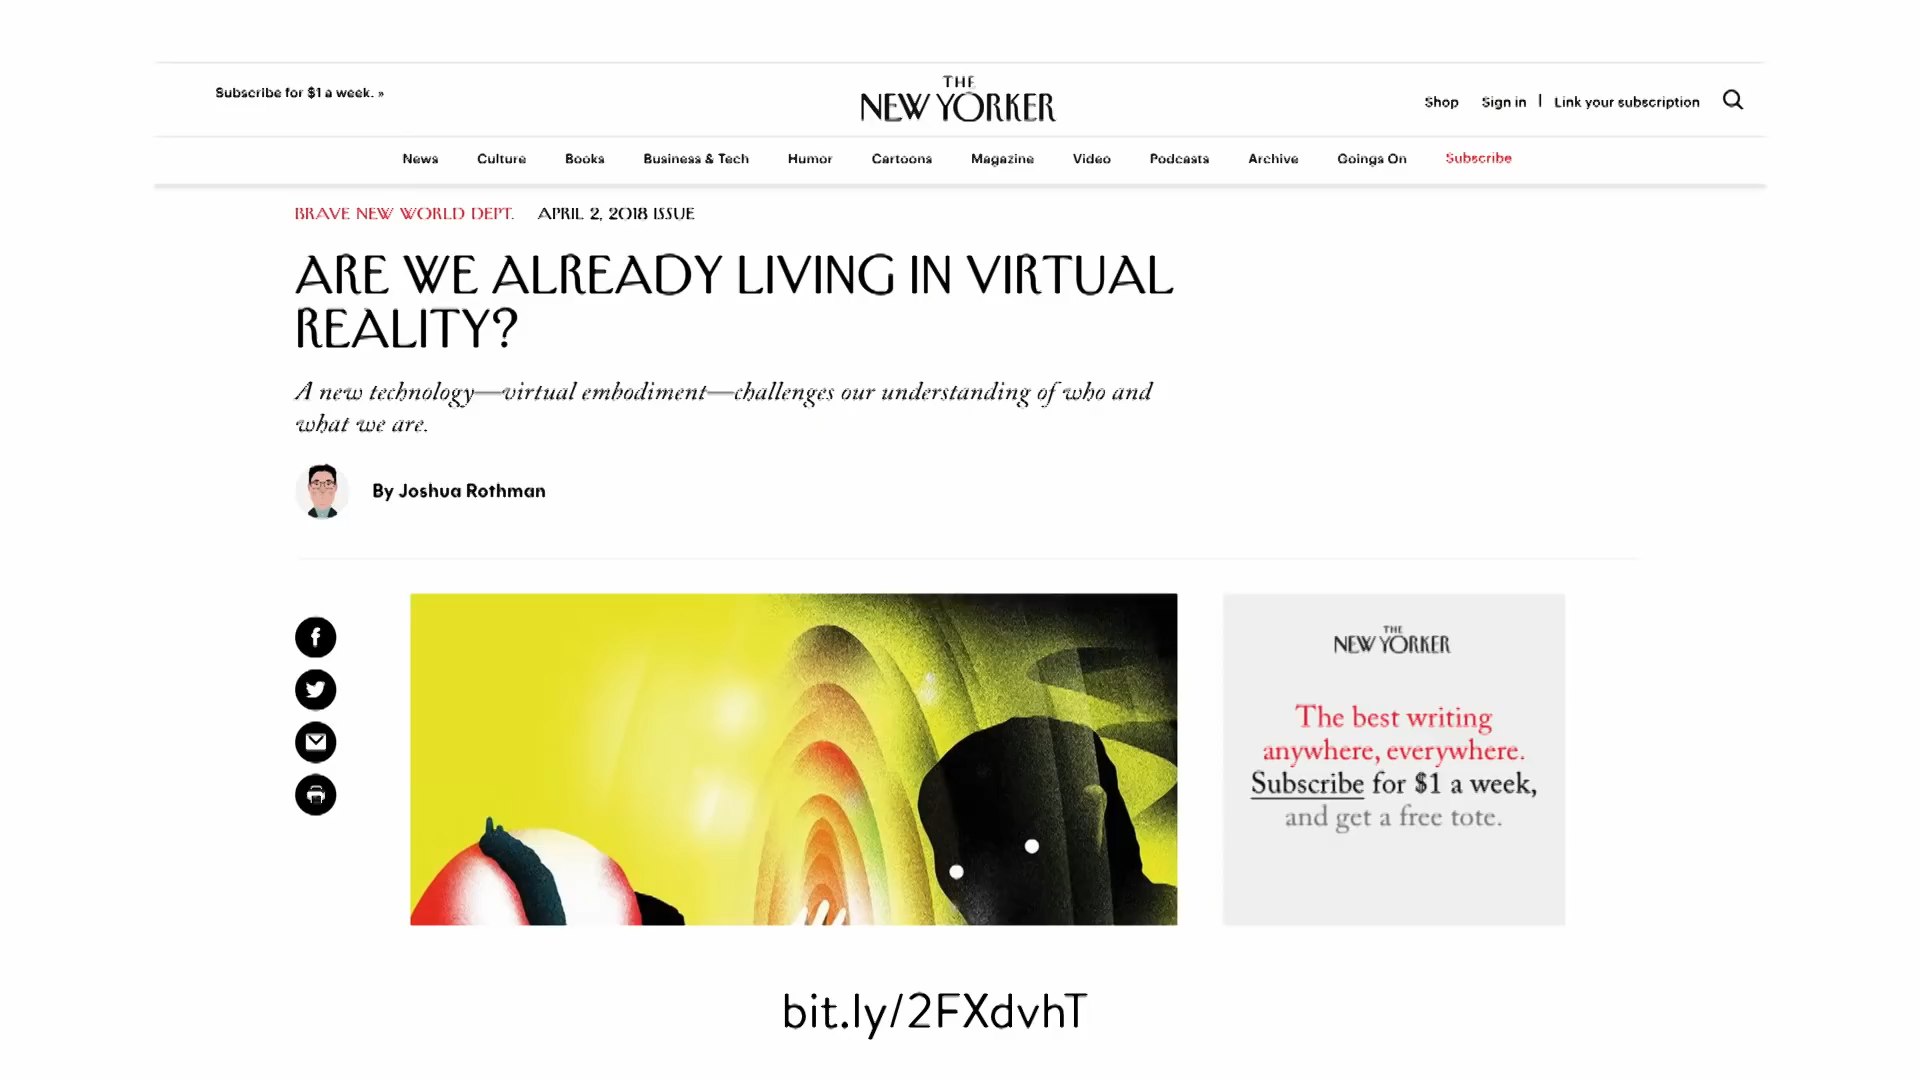 Subscribe for $1 a week. »
THE
NEW YORKER
Shop Sign in | Link your subscription
News Culture Books Business & Tech Humor Cartoons Magazine Video Podcasts Archive Goings On Subscribe
BRAVE NEW WORLD DEPT. APRIL 2, 2018 ISSUE
ARE WE ALREADY LIVING IN VIRTUAL
REALITY?
A new technology—virtual embodiment—challenges our understanding of who and
what we are.
By Joshua Rothman
THE
NEW YORKER
The best writing
anywhere, everywhere.
Subscribe for $1 a week,
and get a free tote.
bit.ly/2FXdvhT